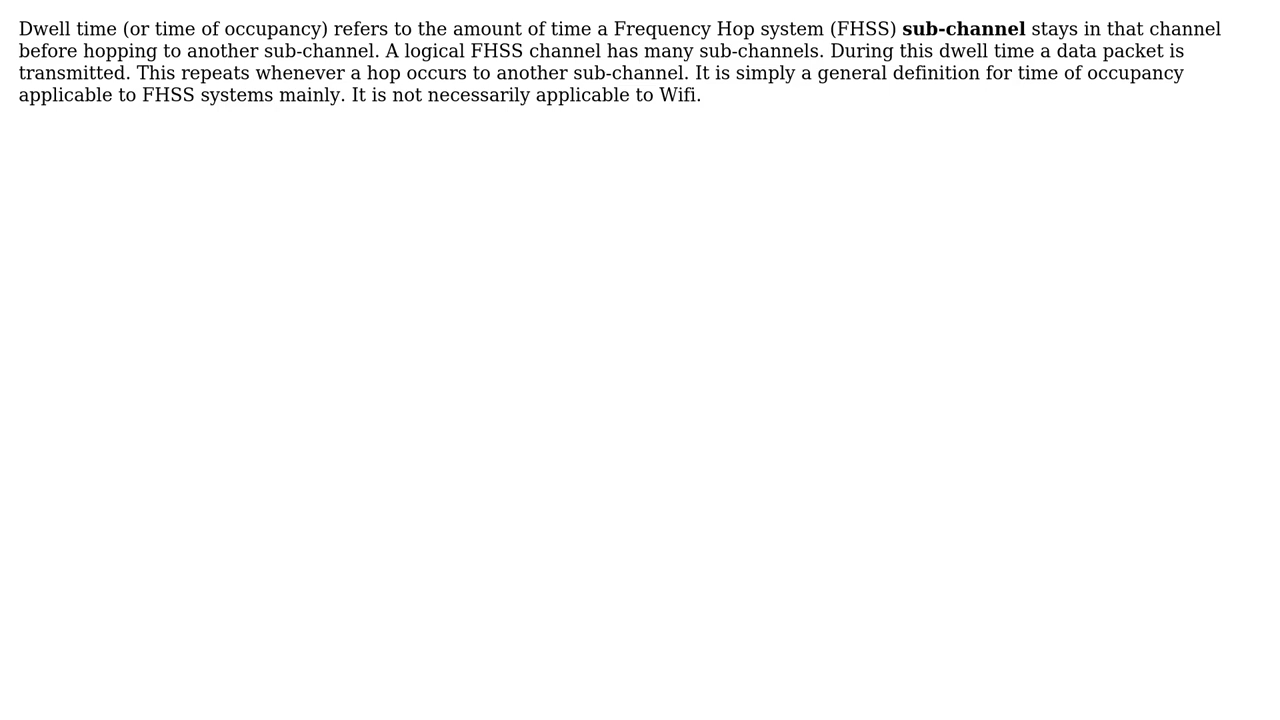 Dwell time (or time of occupancy) refers to the amount of time a Frequency Hop system (FHSS) sub-channel stays in that channel
before hopping to another sub-channel. A logical FHSS channel has many sub-channels. During this dwell time a data packet is
transmitted. This repeats whenever a hop occurs to another sub-channel. It is simply a general definition for time of occupancy
applicable to FHSS systems mainly. It is not necessarily applicable to Wifi.